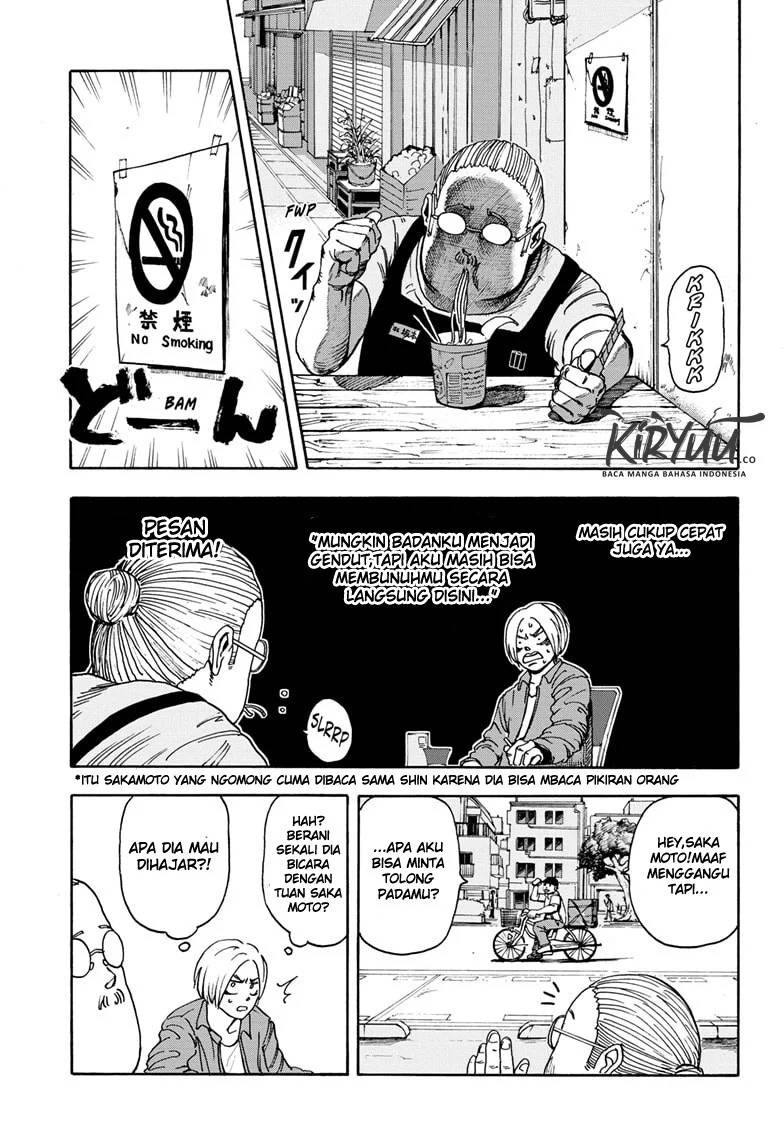 FWP
クイッ
禁煙
KRIKKK
禁煙
No Smoking
どーん
BAM
KIRYUU.CO
BACA MANGA BAHASA INDONESIA
MASIH CUKUP CEPAT
JUGA YA...
"MUNGKIN BADANKU MENJADI
GENDUT,TAPI AKU MASIH BISA
MEMBUNUHMU SECARA
LANGSUNG DISINI..."
PESAN
DITERIMA!
SLRRP
*ITU SAKAMOTO YANG NGOMONG CUMA DIBACA SAMA SHIN KARENA DIA BISA MBACA PIKIRAN ORANG
HEY,SAKA
MOTO!MAAF
MENGGANGU
TAPI...
...APA AKU
BISA MINTA
TOLONG
PADAMU?
HAH?
BERANI
SEKALI DIA
BICARA
DENGAN
TUAN SAKA
MOTO?
APA DIA MAU
DIHAJAR?!